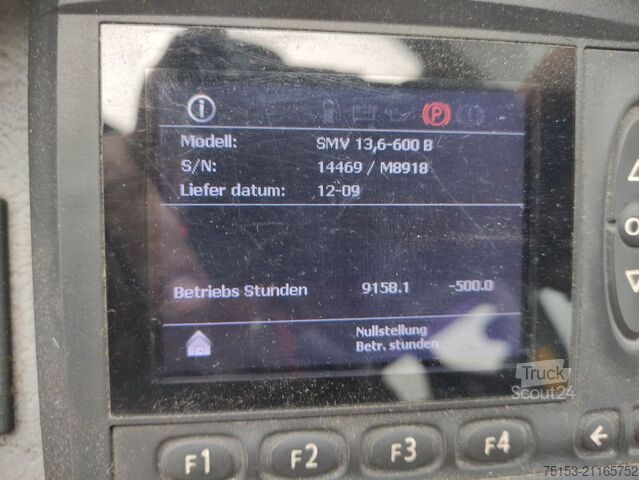 P
Modell: SMV 13,6-600 B
S/N: 14469 / M8918
Liefer datum: 12-09
Betriebs Stunden 9158.1 -500.0
Nullstellung
Betr. stunden
Truck
Scout24
F1 F2 F3 F4
75153-21165752